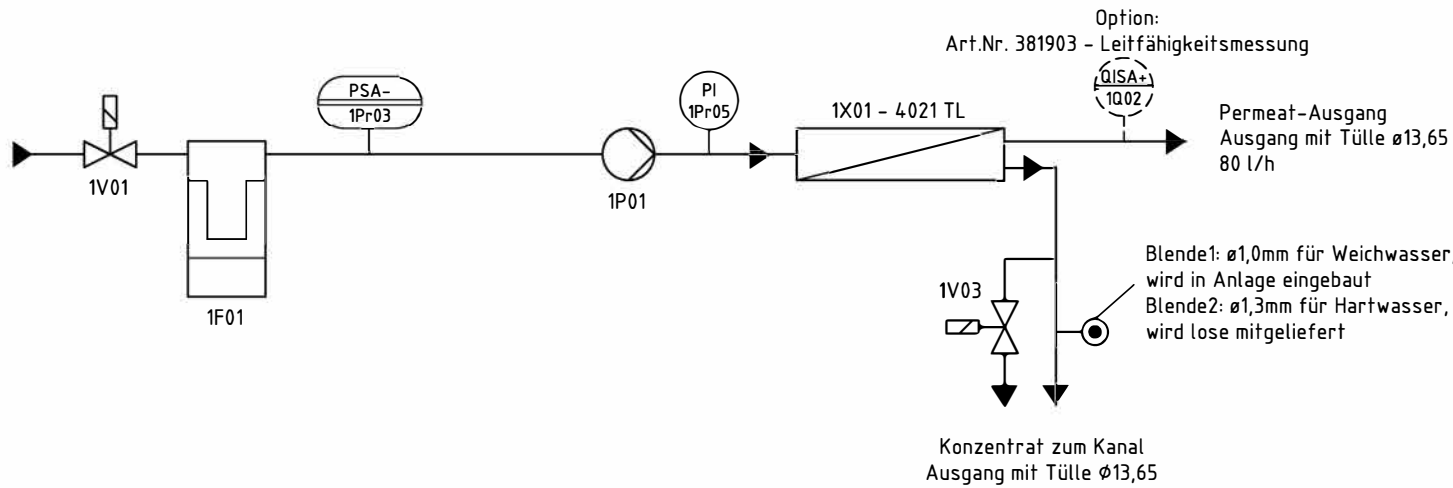 Option:
Art.Nr. 381903 - Leitfähigkeitsmessung
QISA+
1Q02
PSA-
1Pr03
PI
1Pr05
1X01 - 4021 TL
Permeat-Ausgang
Ausgang mit Tülle ø13,65
80 l/h
1V01
1P01
1F01
Blende1: ø1,0mm für Weichwasser,
wird in Anlage eingebaut
Blende2: ø1,3mm für Hartwasser,
wird lose mitgeliefert
1V03
Konzentrat zum Kanal
Ausgang mit Tülle Ø13,65